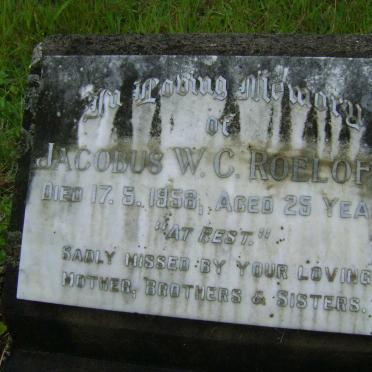 In Loving Memory
of
JACOBUS W. C. ROELOF
DIED 17. 5. 1958, AGED 25 YEA
"AT REST."
SADLY MISSED BY YOUR LOVING
MOTHER, BROTHERS & SISTERS.